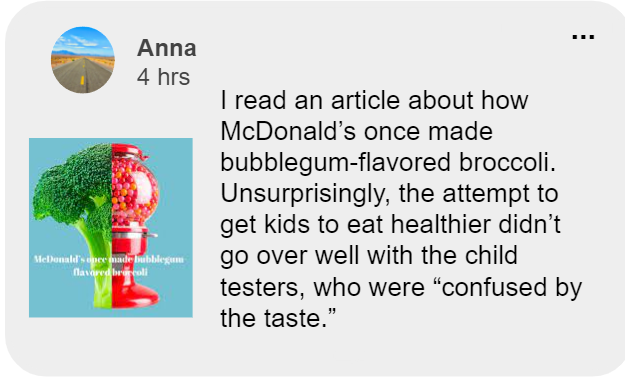 Anna
4 hrs
...
I read an article about how
McDonald’s once made
bubblegum-flavored broccoli.
Unsurprisingly, the attempt to
get kids to eat healthier didn’t
go over well with the child
testers, who were “confused by
the taste.”
McDonald's once made bubblegum-
flavored broccoli